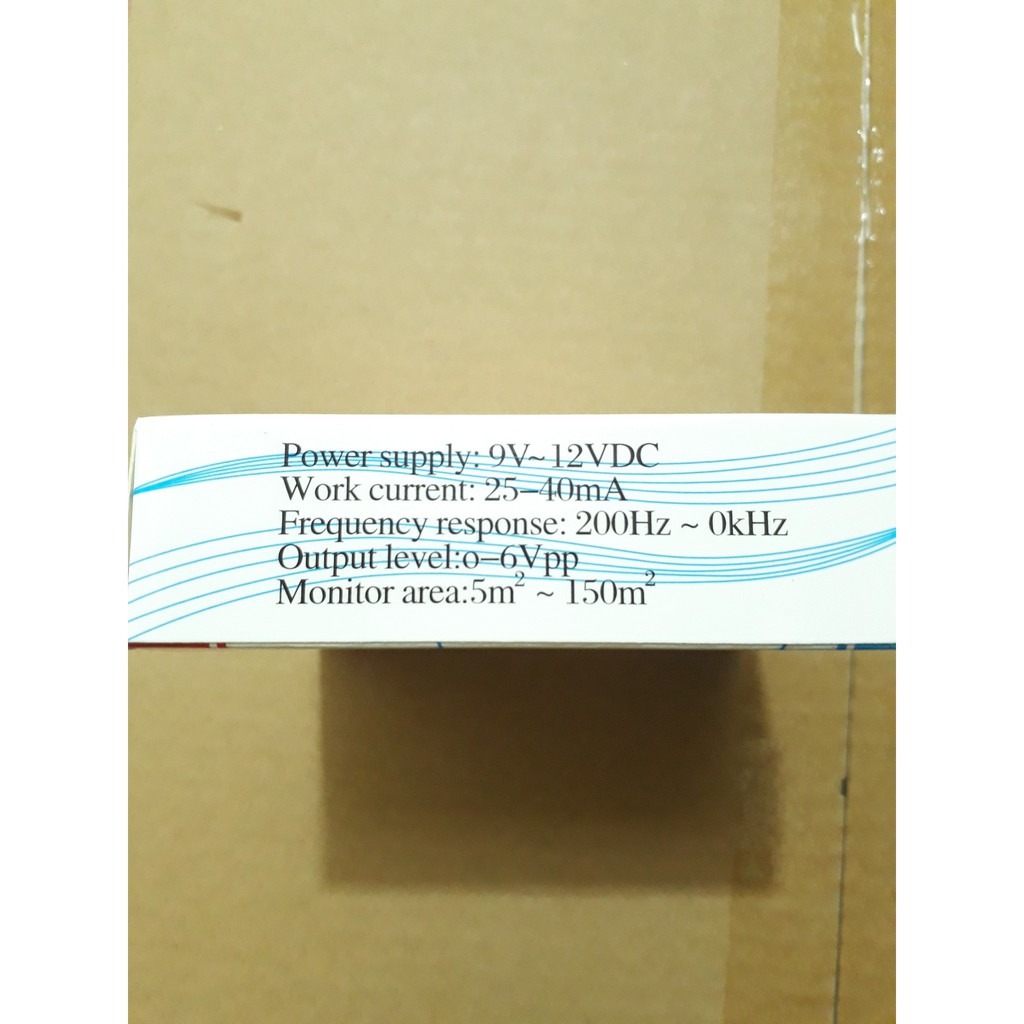 Power supply: 9V~12VDC
Work current: 25-40mA
Frequency response: 200Hz ~ 0kHz
Output level:o-6Vpp
Monitor area:5m² ~ 150m²